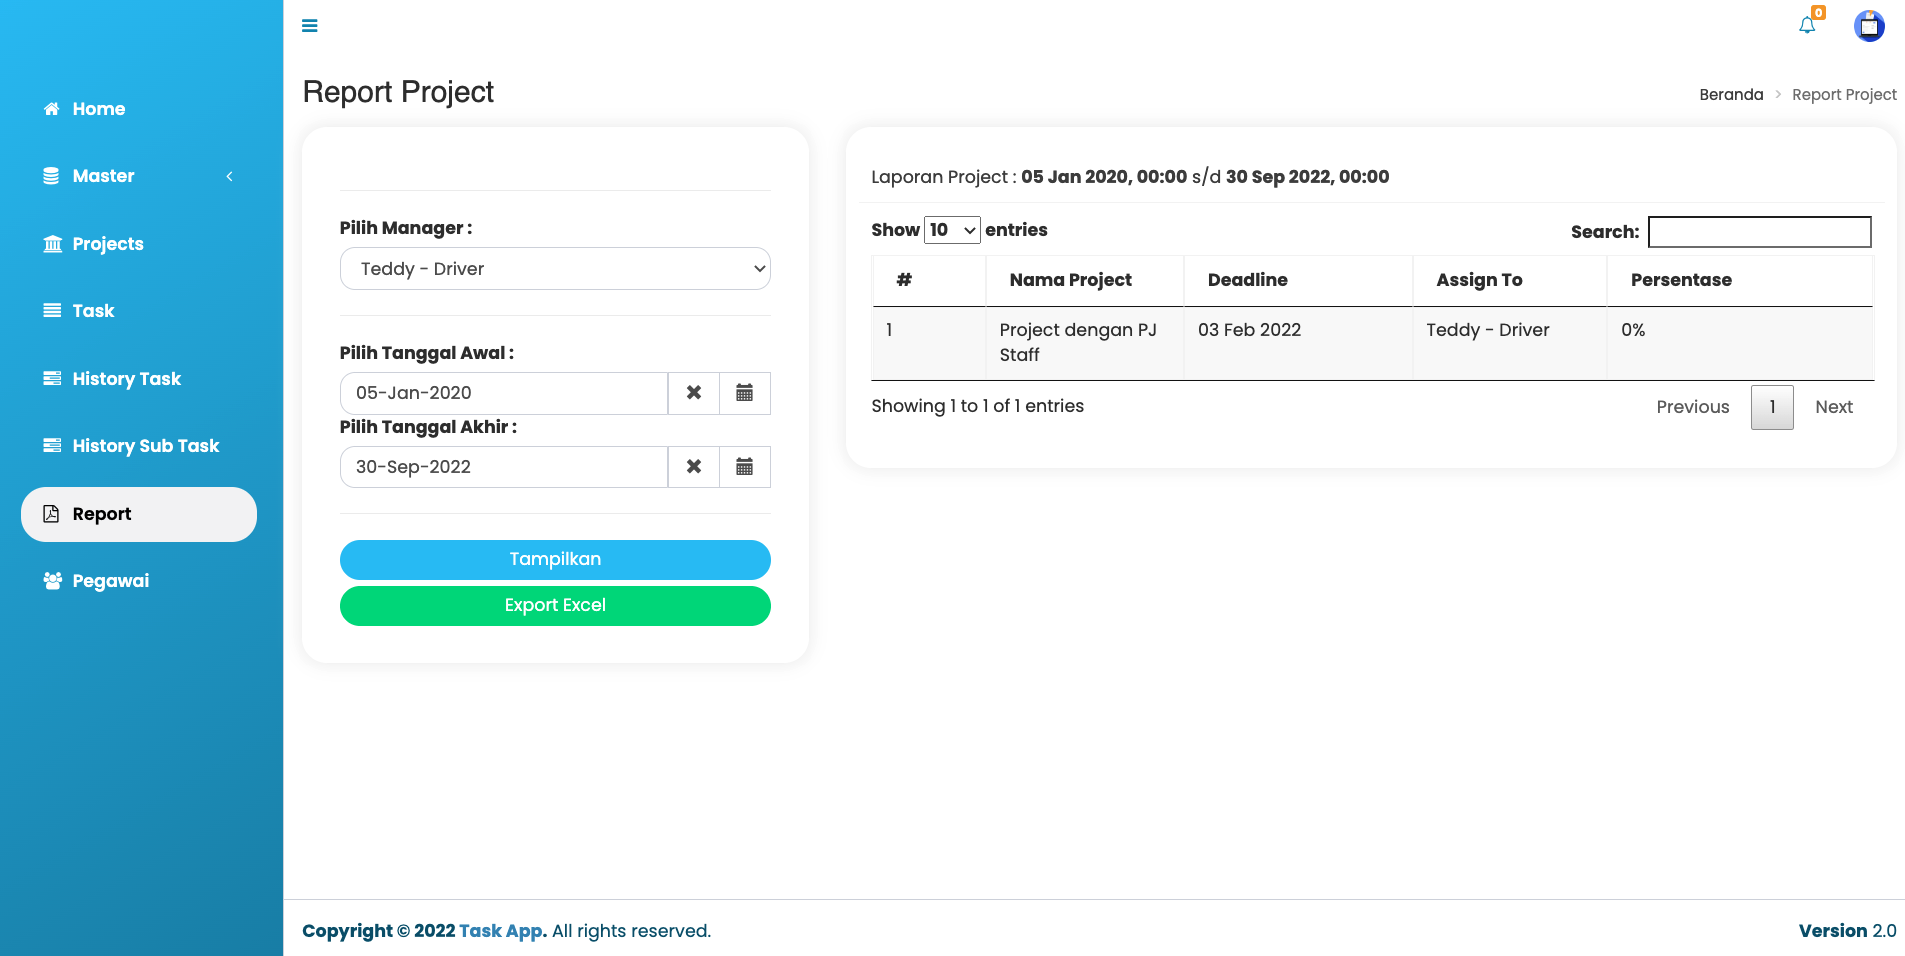 0
Home
Master
Projects
Task
History Task
History Sub Task
Report
Pegawai
Report Project
Beranda > Report Project
Pilih Manager :
Teddy - Driver
Pilih Tanggal Awal :
05-Jan-2020
Pilih Tanggal Akhir :
30-Sep-2022
Tampilkan
Export Excel
Laporan Project : 05 Jan 2020, 00:00 s/d 30 Sep 2022, 00:00
Show 10 entries
Search:
# Nama Project Deadline Assign To Persentase
1 Project dengan PJ 03 Feb 2022 Teddy - Driver 0%
Staff
Showing 1 to 1 of 1 entries
Previous 1 Next
Copyright © 2022 Task App. All rights reserved.
Version 2.0